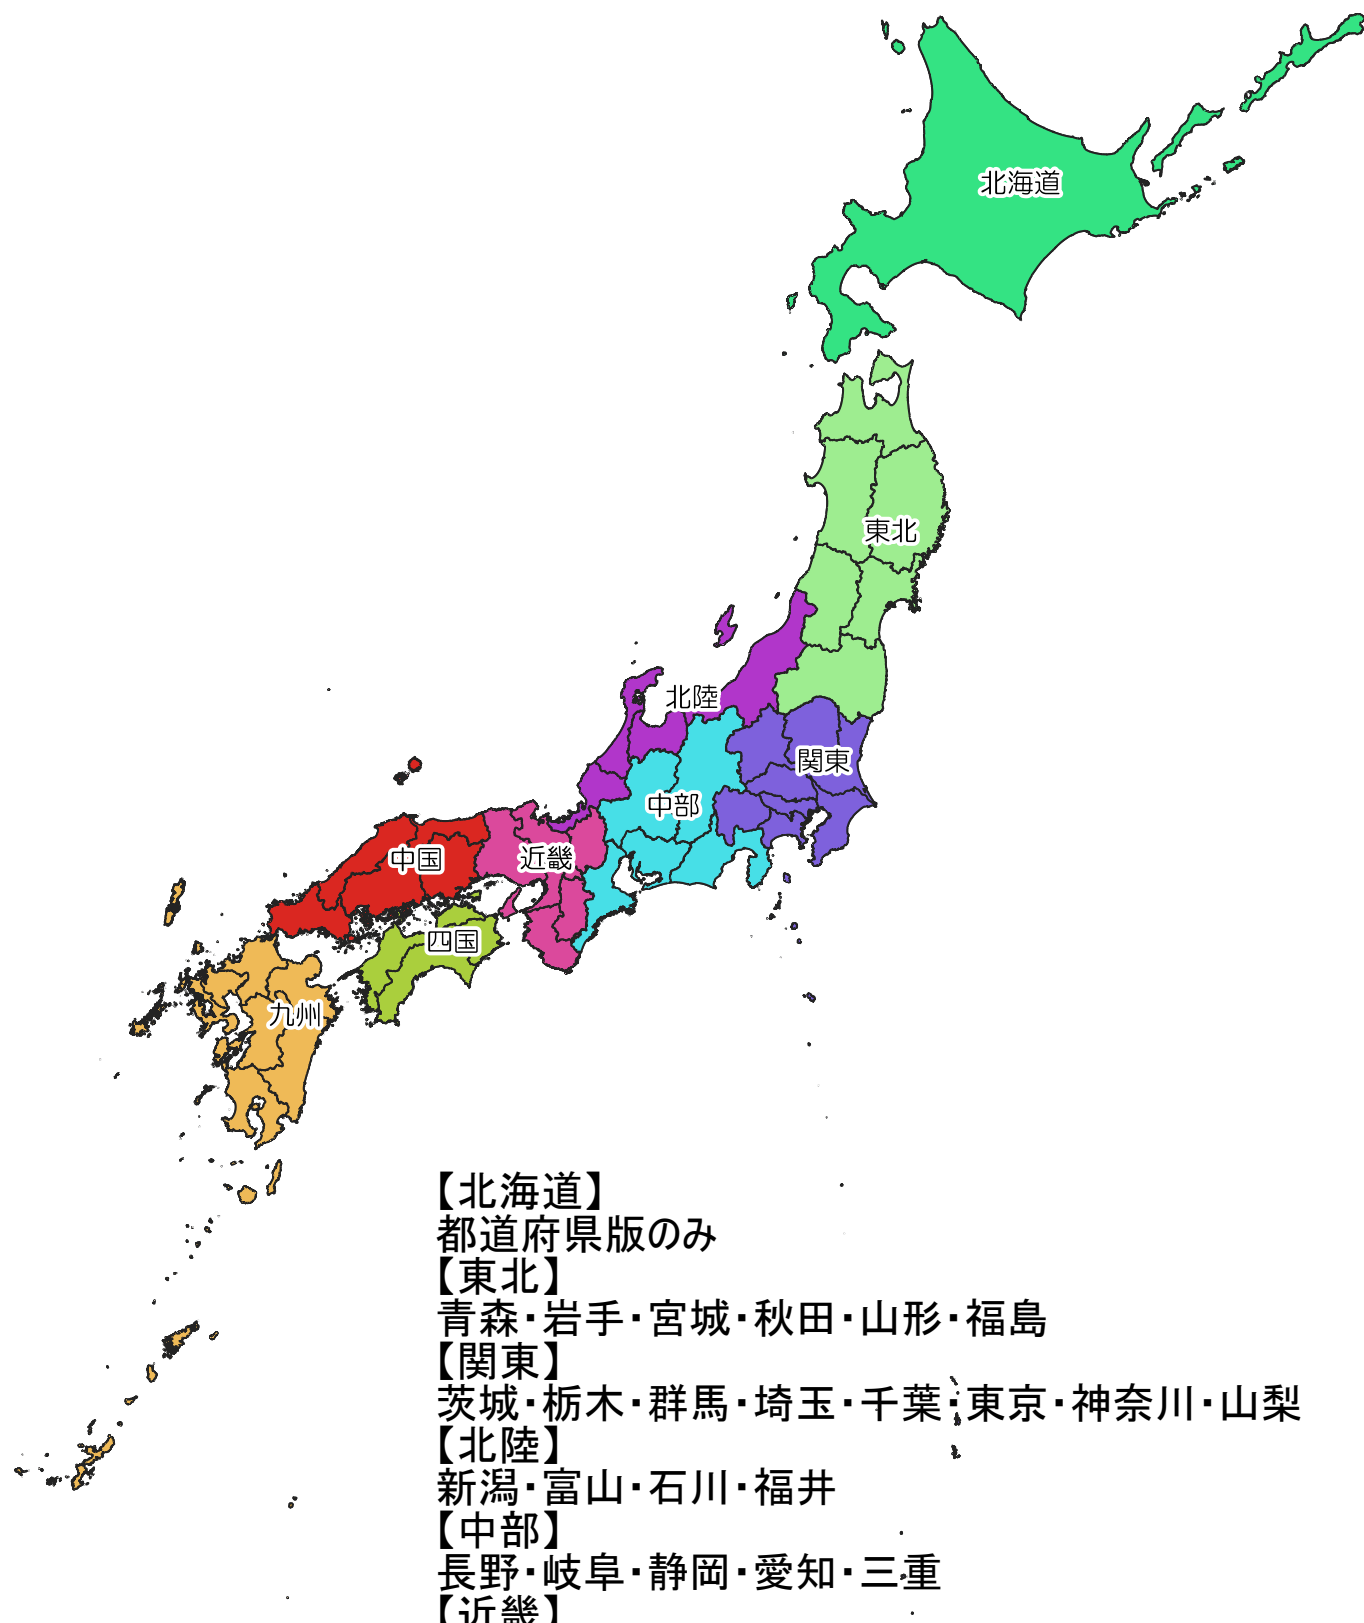 北海道
東北
北陸
関東
中部
近畿
中国
四国
九州
【北海道】
都道府県版のみ
【東北】
青森・岩手・宮城・秋田・山形・福島
【関東】
茨城・栃木・群馬・埼玉・千葉・東京・神奈川・山梨
【北陸】
新潟・富山・石川・福井
【中部】
長野・岐阜・静岡・愛知・三重
【近畿】